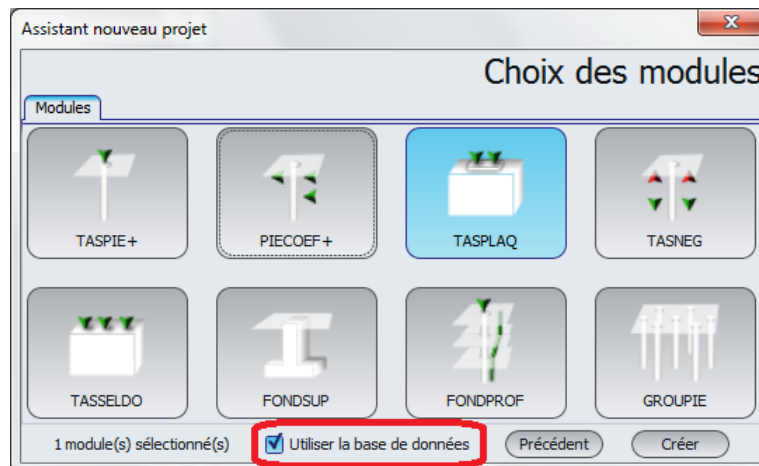 Assistant nouveau projet
Choix des modules
Modules
TASPIE+ PIECOEF+ TASPLAQ TASNEG
TASSELDO FONDSUP FONDPROF GROUPIE
1 module(s) sélectionné(s) Utiliser la base de données Précédent Créer